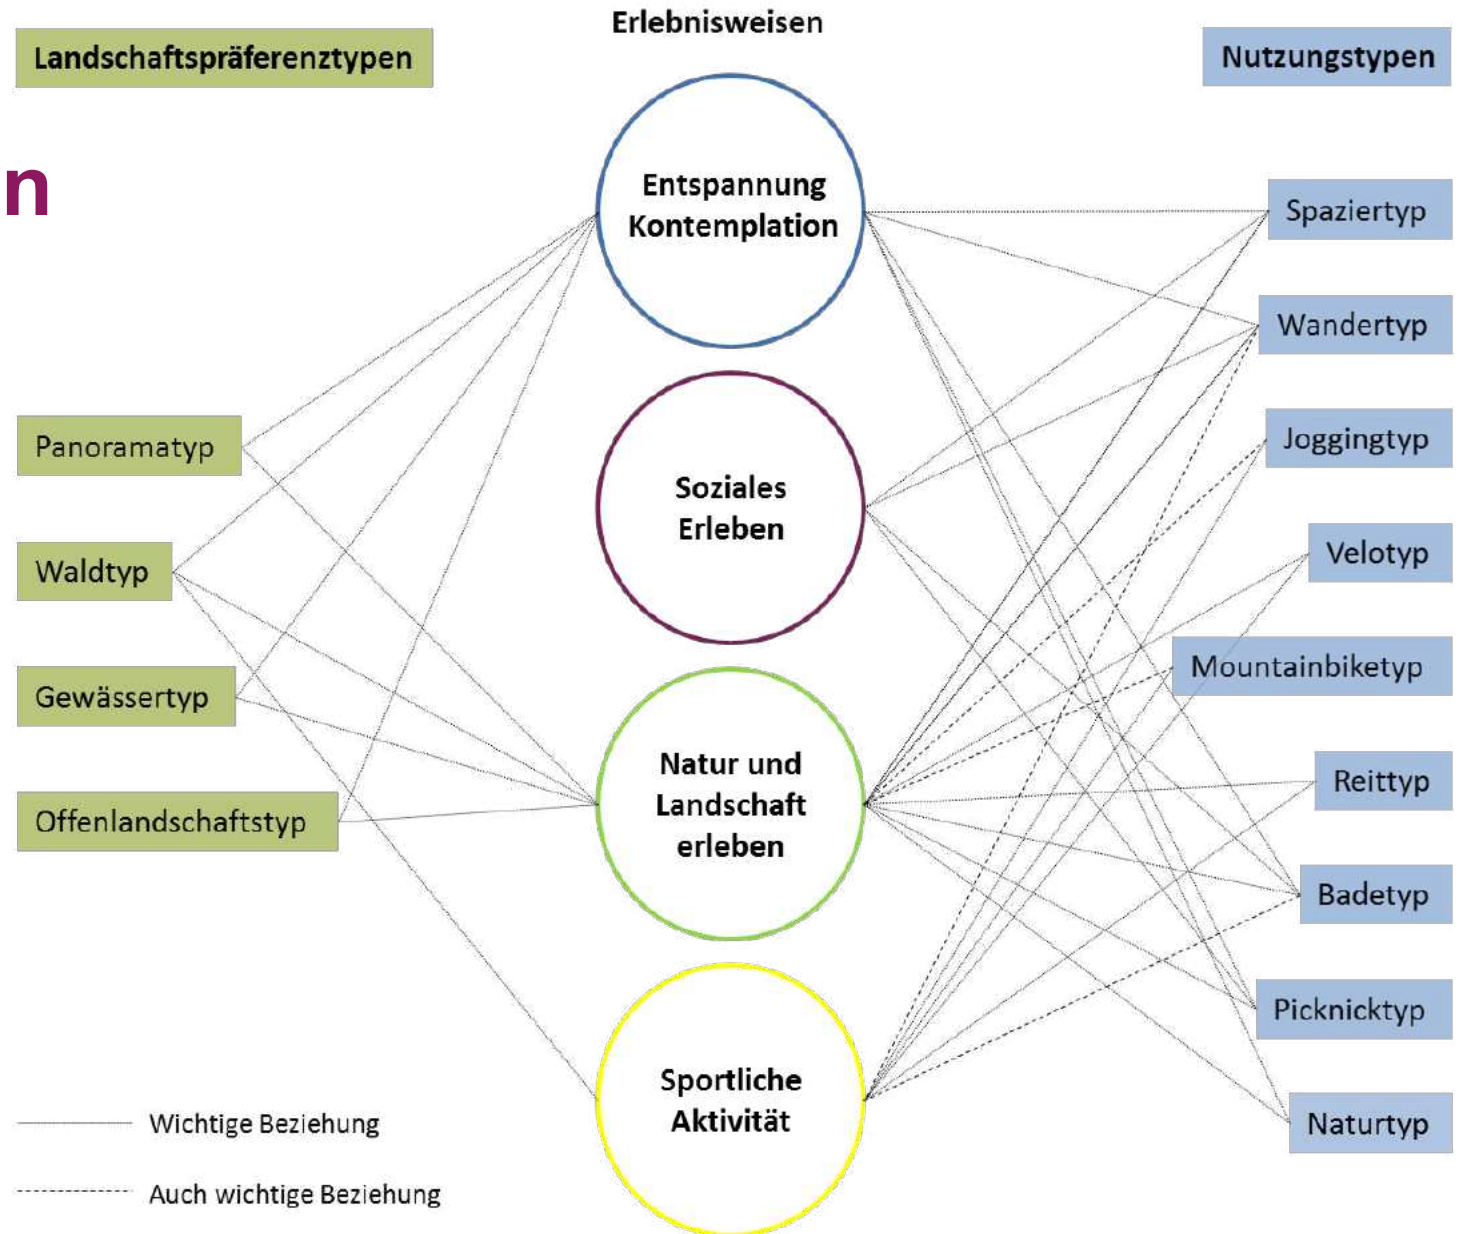 Erlebnisweisen
Landschaftspräferenztypen
Nutzungstypen
n
Entspannung
Kontemplation
Soziales
Erleben
Natur und
Landschaft
erleben
Sportliche
Aktivität
Panoramatyp
Waldtyp
Gewässertyp
Offenlandschaftstyp
Spaziertyp
Wandertyp
Joggingtyp
Velotyp
Mountainbiketyp
Reittyp
Badetyp
Picknicktyp
Naturtyp
Wichtige Beziehung
Auch wichtige Beziehung